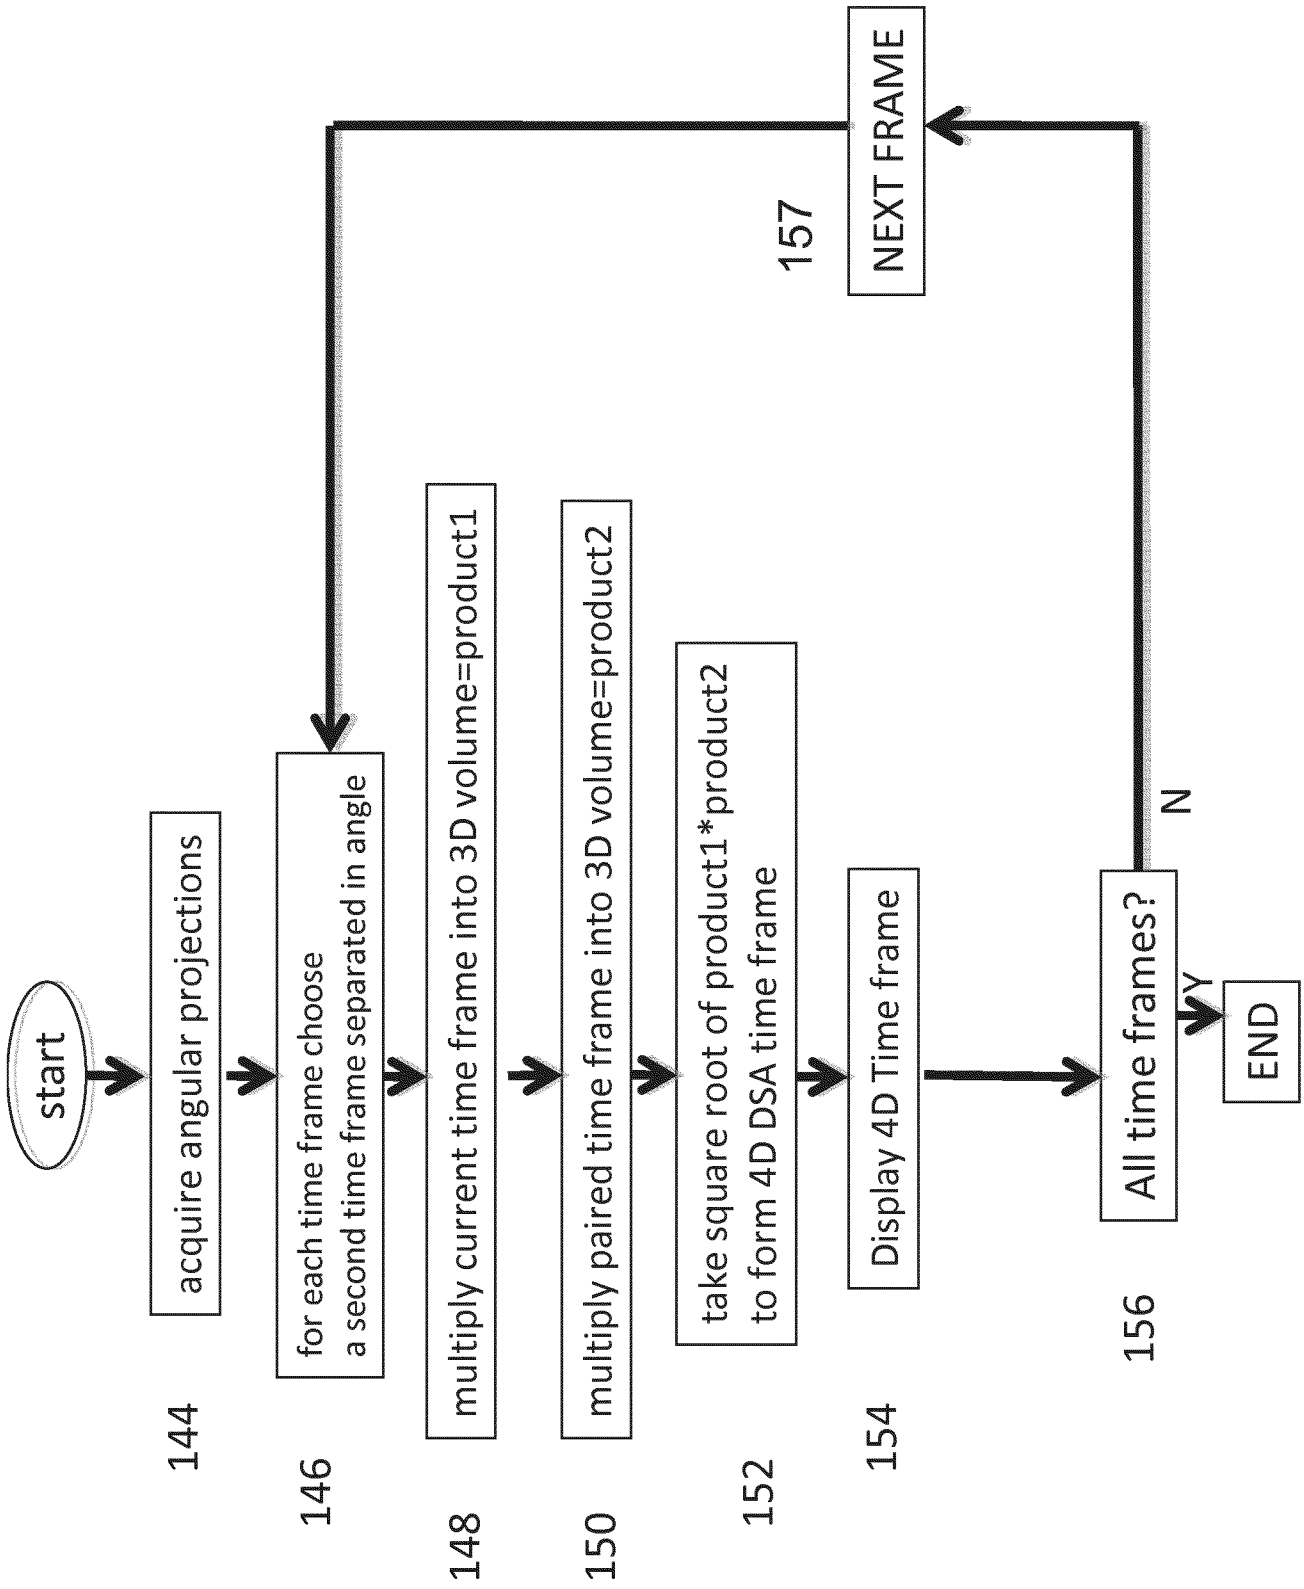 start
144
acquire angular projections
146
for each time frame choose
a second time frame separated in angle
148
multiply current time frame into 3D volume=product1
150
multiply paired time frame into 3D volume=product2
152
take square root of product1*product2
to form 4D DSA time frame
154
Display 4D Time frame
156
All time frames?
N
Y
END
157
NEXT FRAME